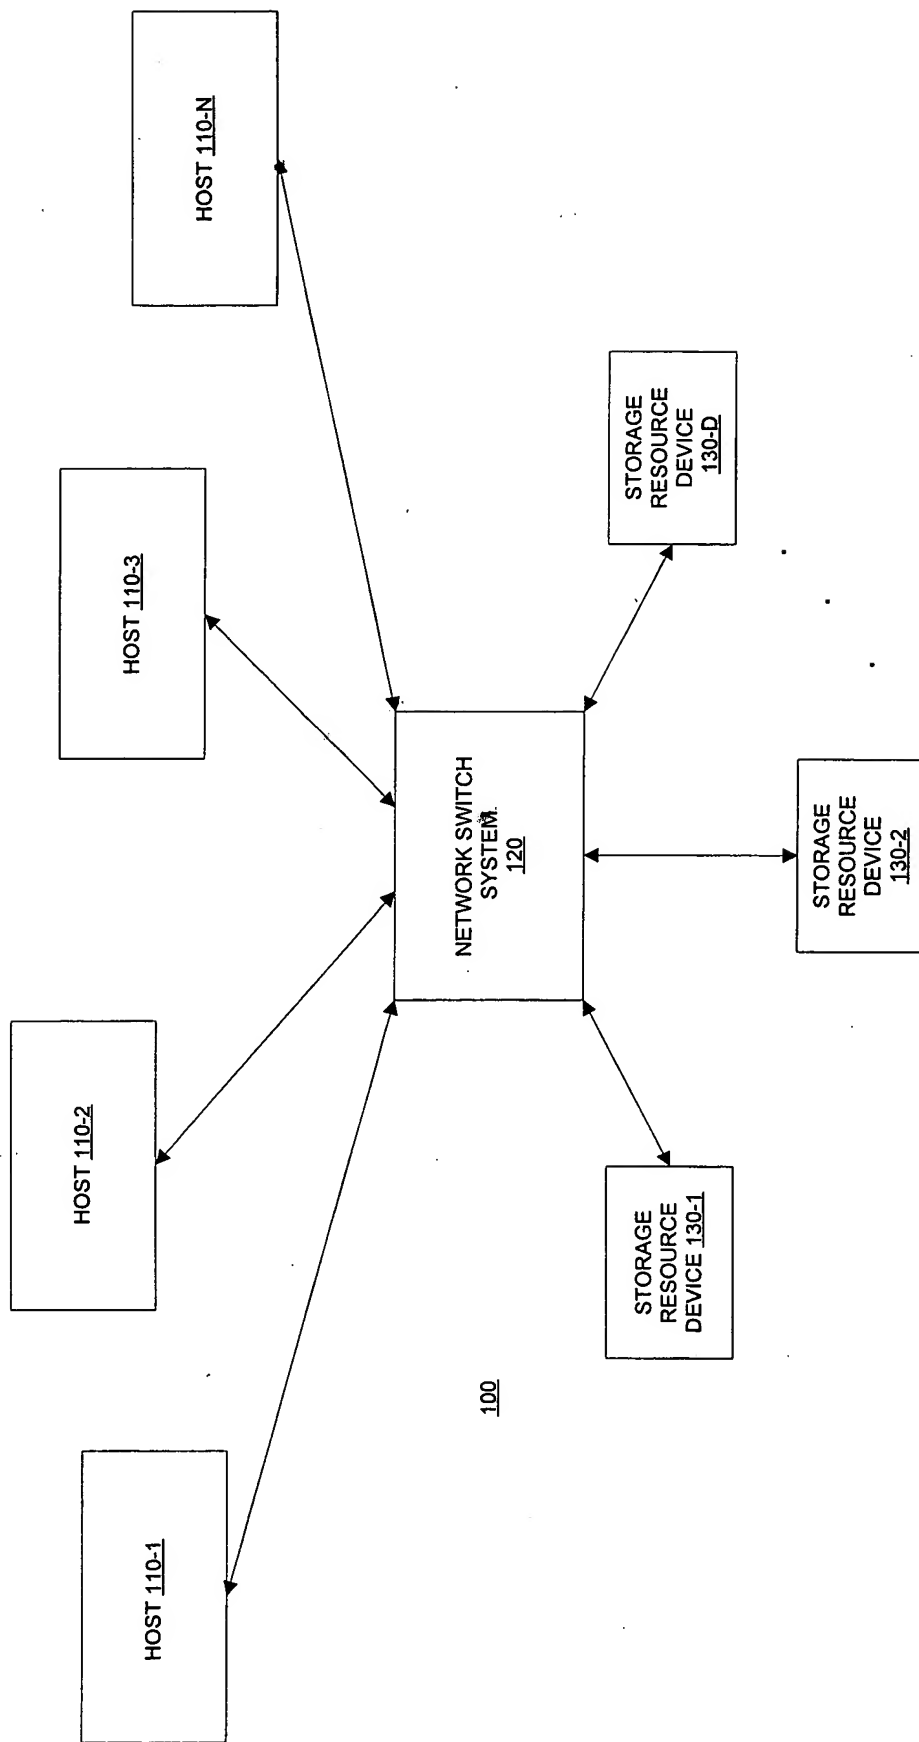 HOST 110-1
HOST 110-2
HOST 110-3
HOST 110-N
NETWORK SWITCH
SYSTEM
120
STORAGE
RESOURCE
DEVICE 130-1
STORAGE
RESOURCE
DEVICE
130-2
STORAGE
RESOURCE
DEVICE
130-D
100